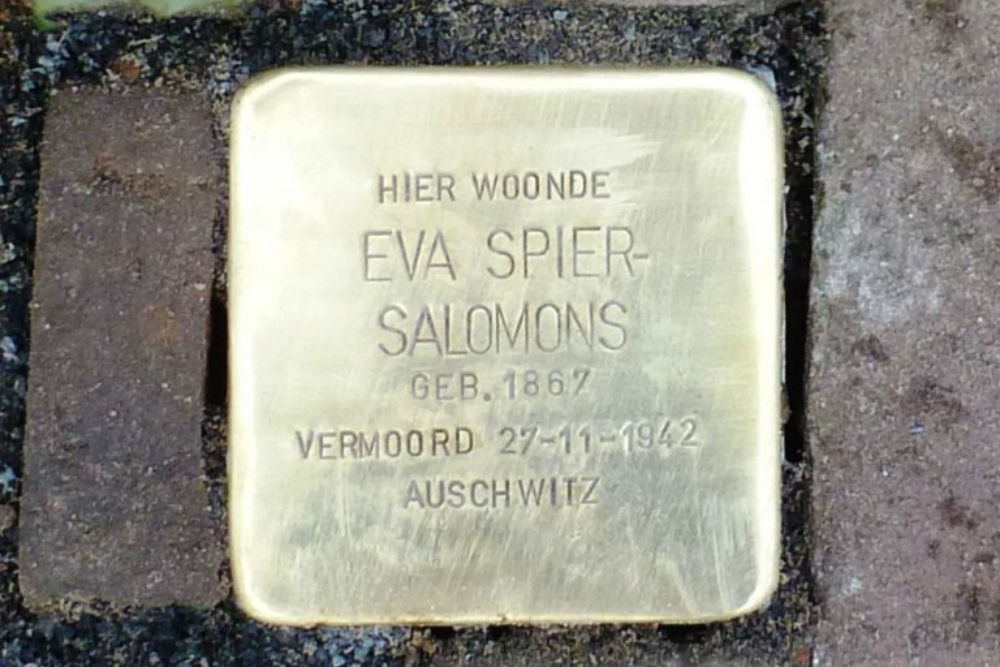 HIER WOONDE
EVA SPIER-
SALOMONS
GEB. 1867
VERMOORD 27-11-1942
AUSCHWITZ